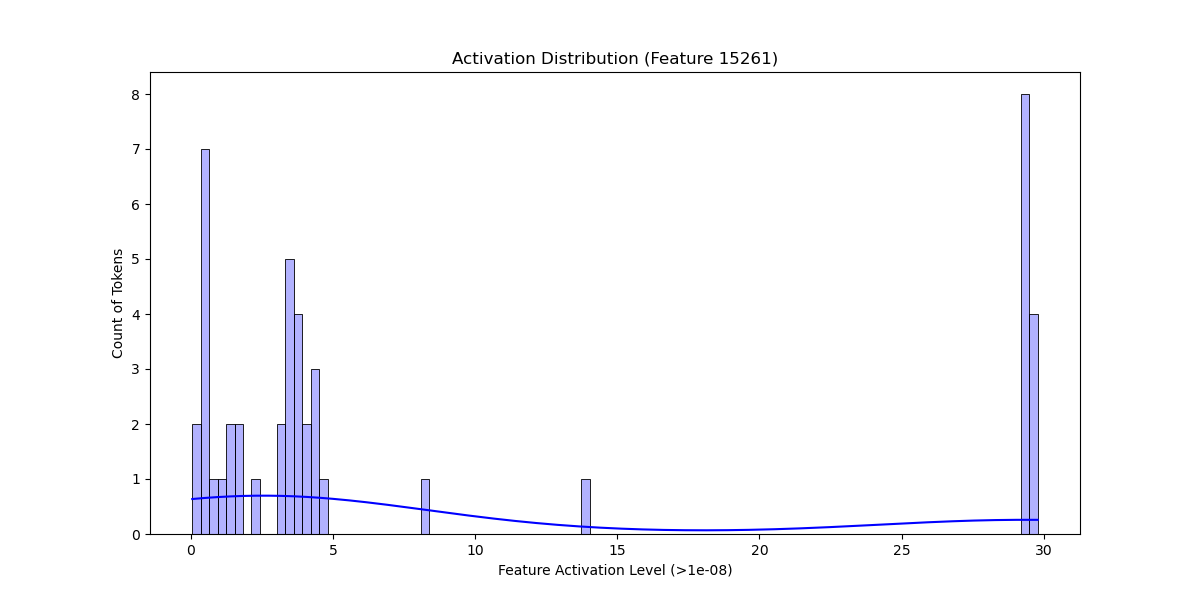 Activation Distribution (Feature 15261)
8
7
6
5
4
3
2
1
0
Count of Tokens
0 5 10 15 20 25 30
Feature Activation Level (>1e-08)